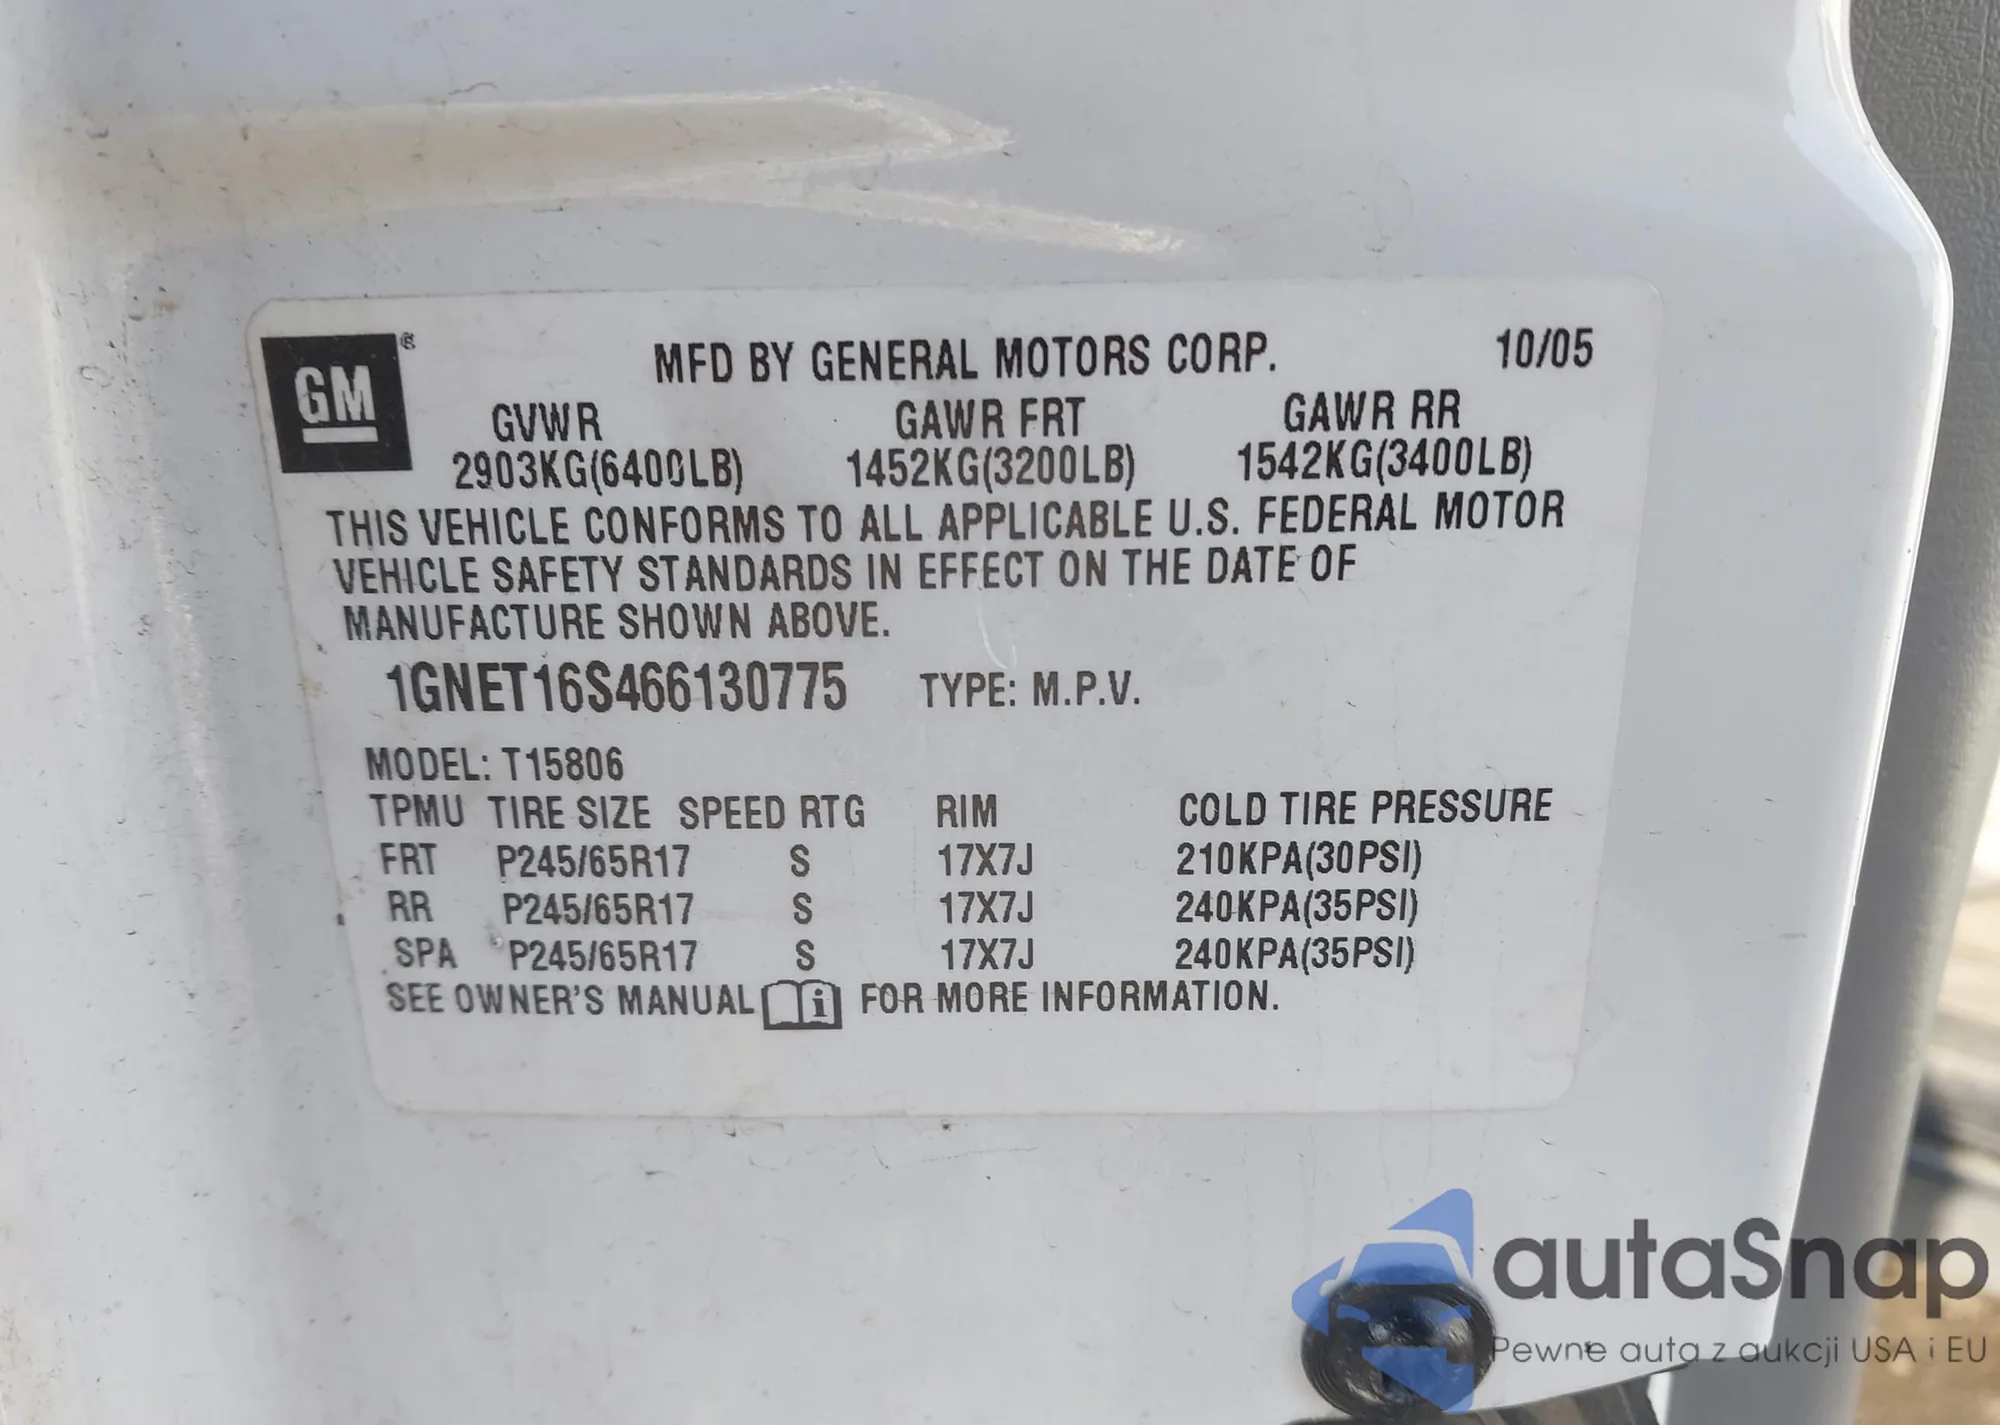 GM®
MFD BY GENERAL MOTORS CORP. 10/05
GVWR GAWR FRT GAWR RR
2903KG(6400LB) 1452KG(3200LB) 1542KG(3400LB)
THIS VEHICLE CONFORMS TO ALL APPLICABLE U.S. FEDERAL MOTOR
VEHICLE SAFETY STANDARDS IN EFFECT ON THE DATE OF
MANUFACTURE SHOWN ABOVE.
1GNET16S466130775 TYPE: M.P.V.
MODEL: T15806
TPMU TIRE SIZE SPEED RTG RIM COLD TIRE PRESSURE
FRT P245/65R17 S 17X7J 210KPA(30PSI)
RR P245/65R17 S 17X7J 240KPA(35PSI)
SPA P245/65R17 S 17X7J 240KPA(35PSI)
SEE OWNER'S MANUAL i FOR MORE INFORMATION.
autaSnap
Pewne auta z aukcji USA i EU